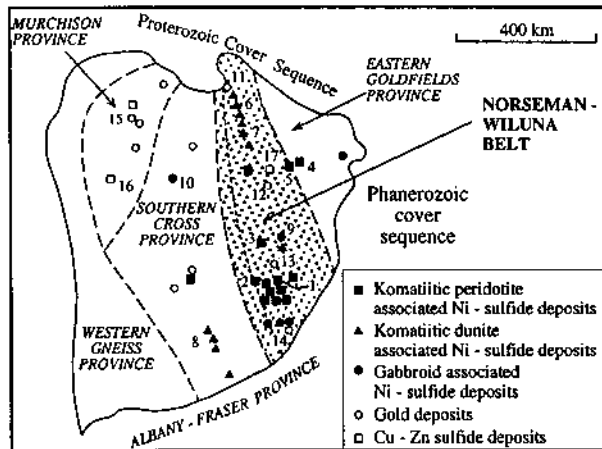 MURCHISON
PROVINCE
Proterozoic Cover Sequence
400 km
EASTERN
GOLDFIELDS
PROVINCE
NORSEMAN -
WILUNA
BELT
11
6
7
15
17
4
5
16
10
12
SOUTHERN
CROSS
PROVINCE
Phanerozoic
cover
sequence
3
9
13
2
1
WESTERN
GNEISS
PROVINCE
8
14
ALBANY - FRASER PROVINCE
Komatiitic peridotite
associated Ni - sulfide deposits
Komatiitic dunite
associated Ni - sulfide deposits
Gabbroid associated
Ni - sulfide deposits
Gold deposits
Cu - Zn sulfide deposits